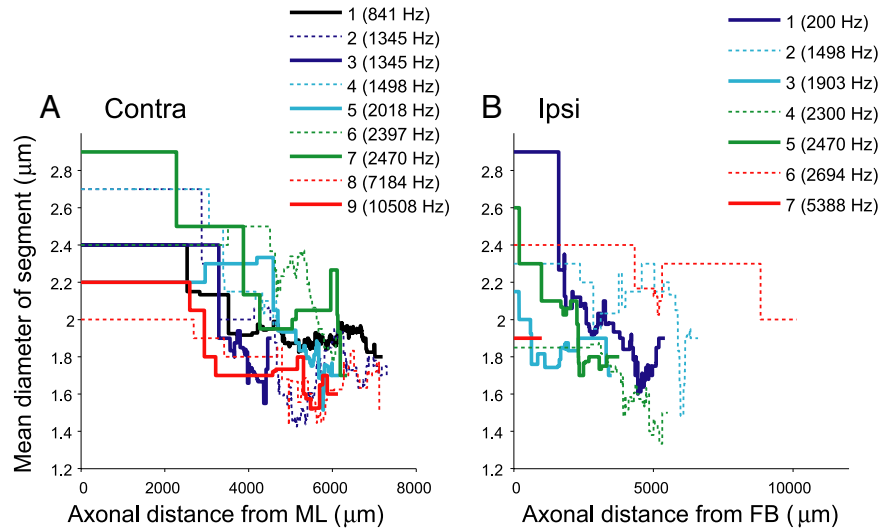 1 (841 Hz)
2 (1345 Hz)
3 (1345 Hz)
4 (1498 Hz)
5 (2018 Hz)
6 (2397 Hz)
7 (2470 Hz)
8 (7184 Hz)
9 (10508 Hz)
A Contra
Mean diameter of segment (μm)
2.8
2.6
2.4
2.2
2
1.8
1.6
1.4
1.2
0 2000 4000 6000 8000
Axonal distance from ML (μm)
1 (200 Hz)
2 (1498 Hz)
3 (1903 Hz)
4 (2300 Hz)
5 (2470 Hz)
6 (2694 Hz)
7 (5388 Hz)
B Ipsi
2.8
2.6
2.4
2.2
2
1.8
1.6
1.4
1.2
0 5000 10000
Axonal distance from FB (μm)